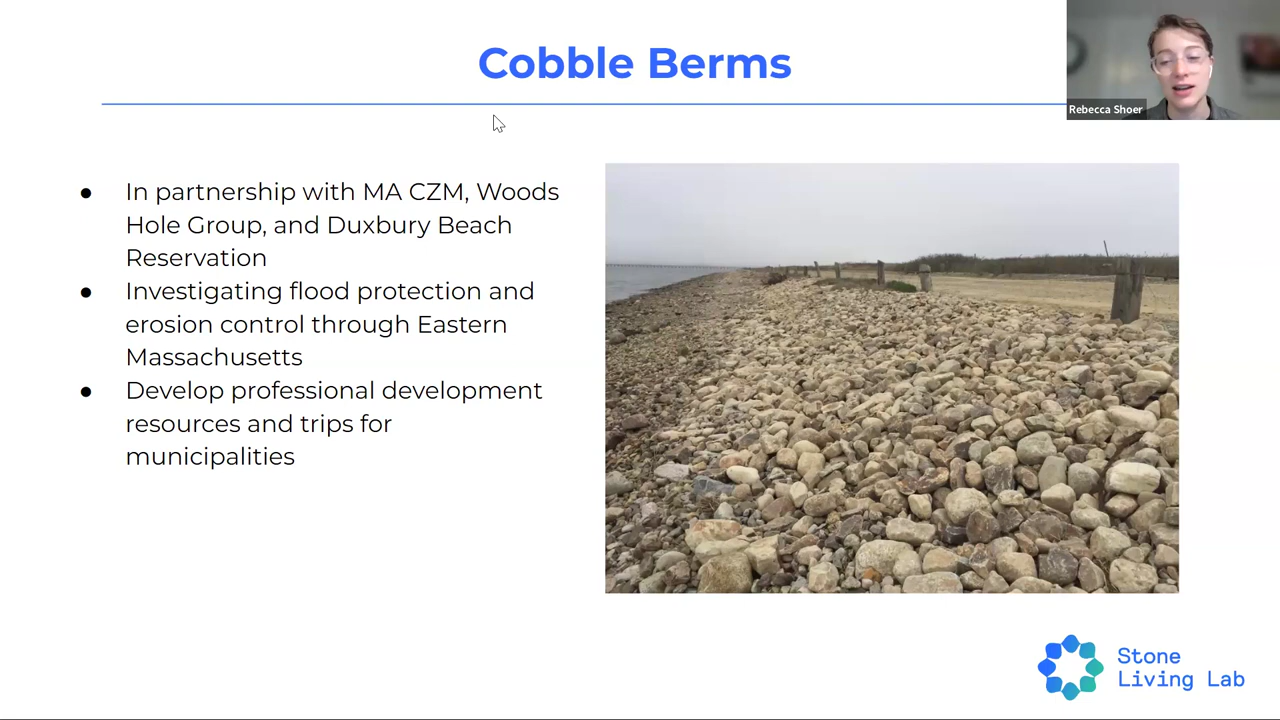 Cobble Berms
Rebecca Shoer
● In partnership with MA CZM, Woods
Hole Group, and Duxbury Beach
Reservation
● Investigating flood protection and
erosion control through Eastern
Massachusetts
● Develop professional development
resources and trips for
municipalities
Stone
Living Lab